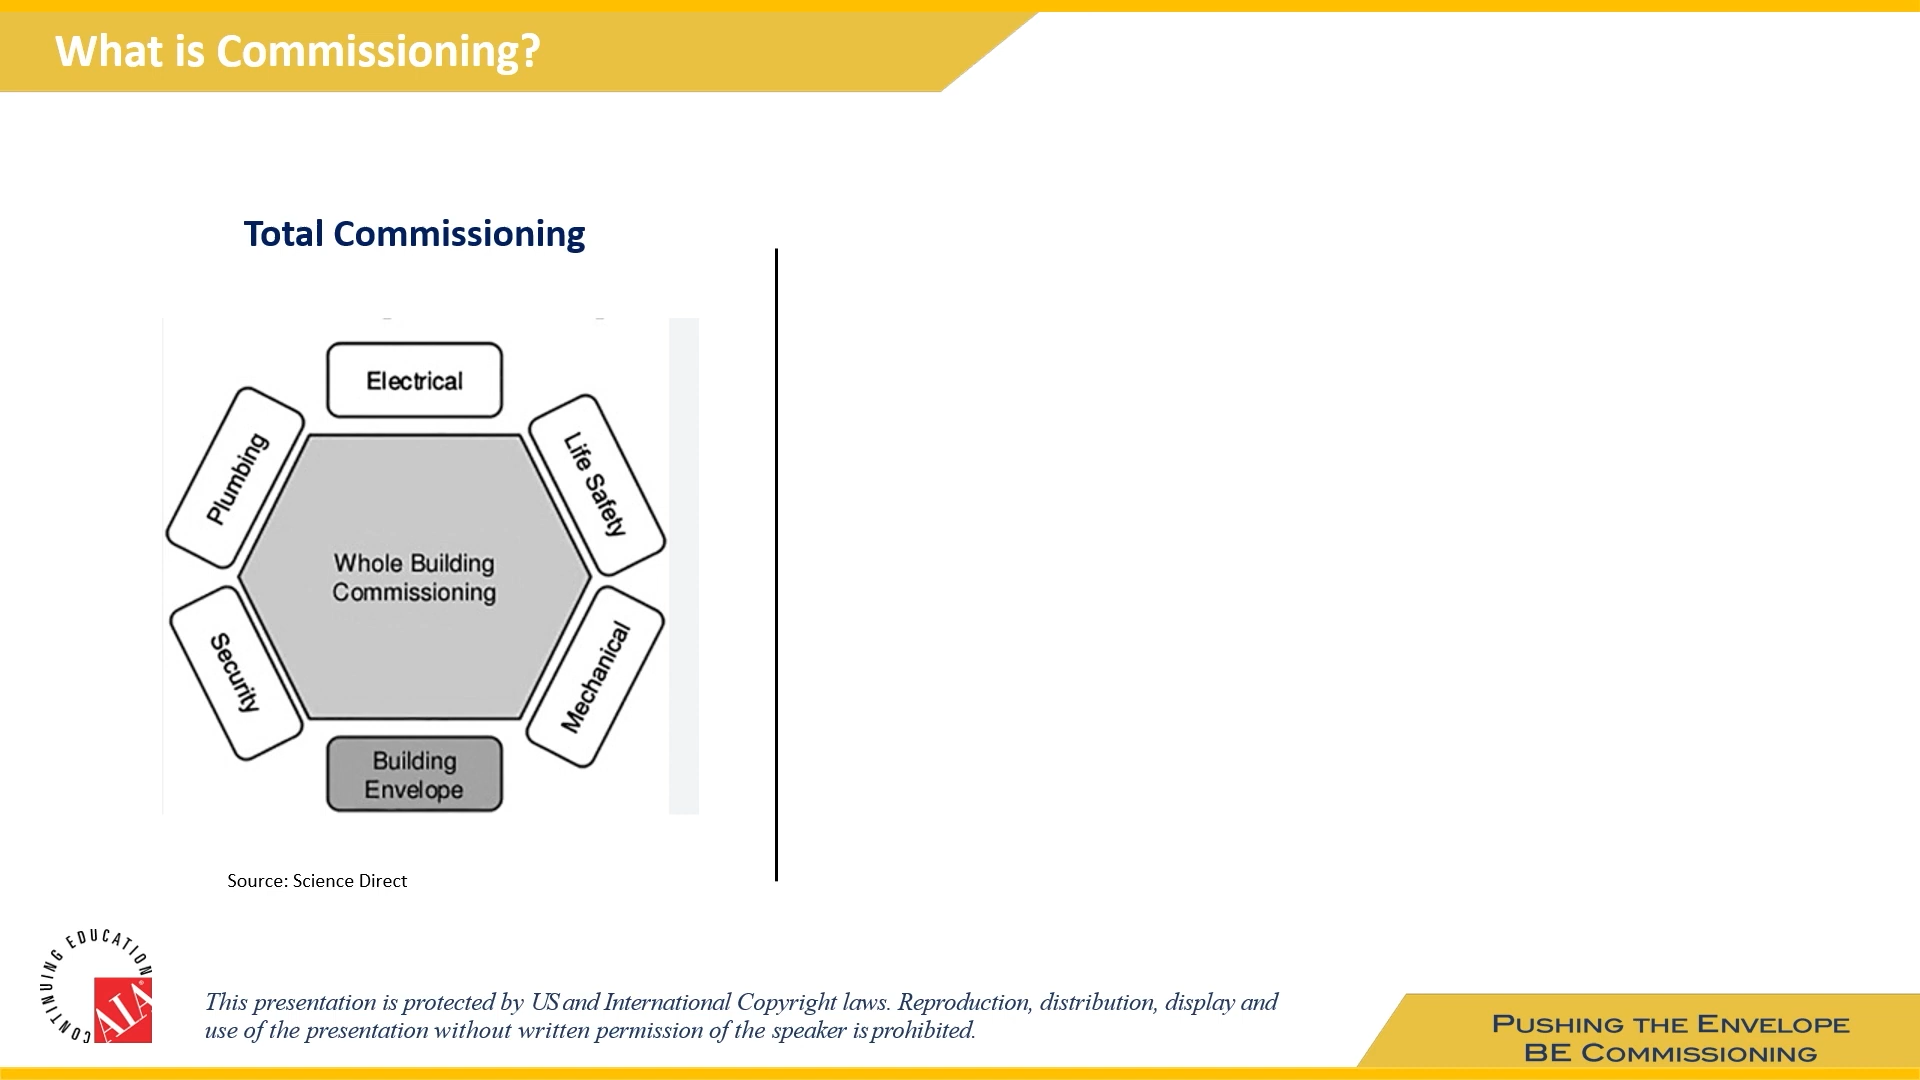 What is Commissioning?
Total Commissioning
Electrical
Plumbing
Life Safety
Whole Building
Commissioning
Security
Mechanical
Building
Envelope
Source: Science Direct
CONTINUING EDUCATION
AIA
This presentation is protected by US and International Copyright laws. Reproduction, distribution, display and
use of the presentation without written permission of the speaker is prohibited.
PUSHING THE ENVELOPE
BE COMMISSIONING